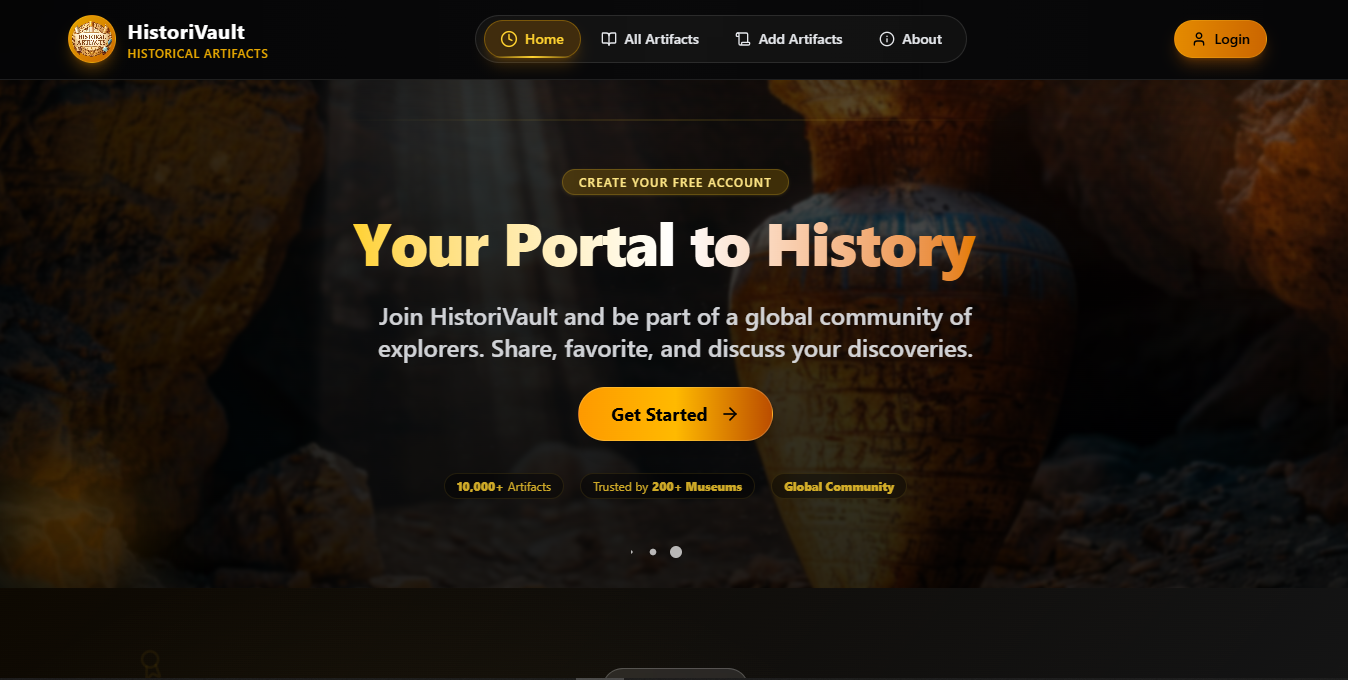 HistoriVault
HISTORICAL ARTIFACTS
Home
All Artifacts
Add Artifacts
About
Login
CREATE YOUR FREE ACCOUNT
Your Portal to History
Join HistoriVault and be part of a global community of
explorers. Share, favorite, and discuss your discoveries.
Get Started
10,000+ Artifacts
Trusted by 200+ Museums
Global Community